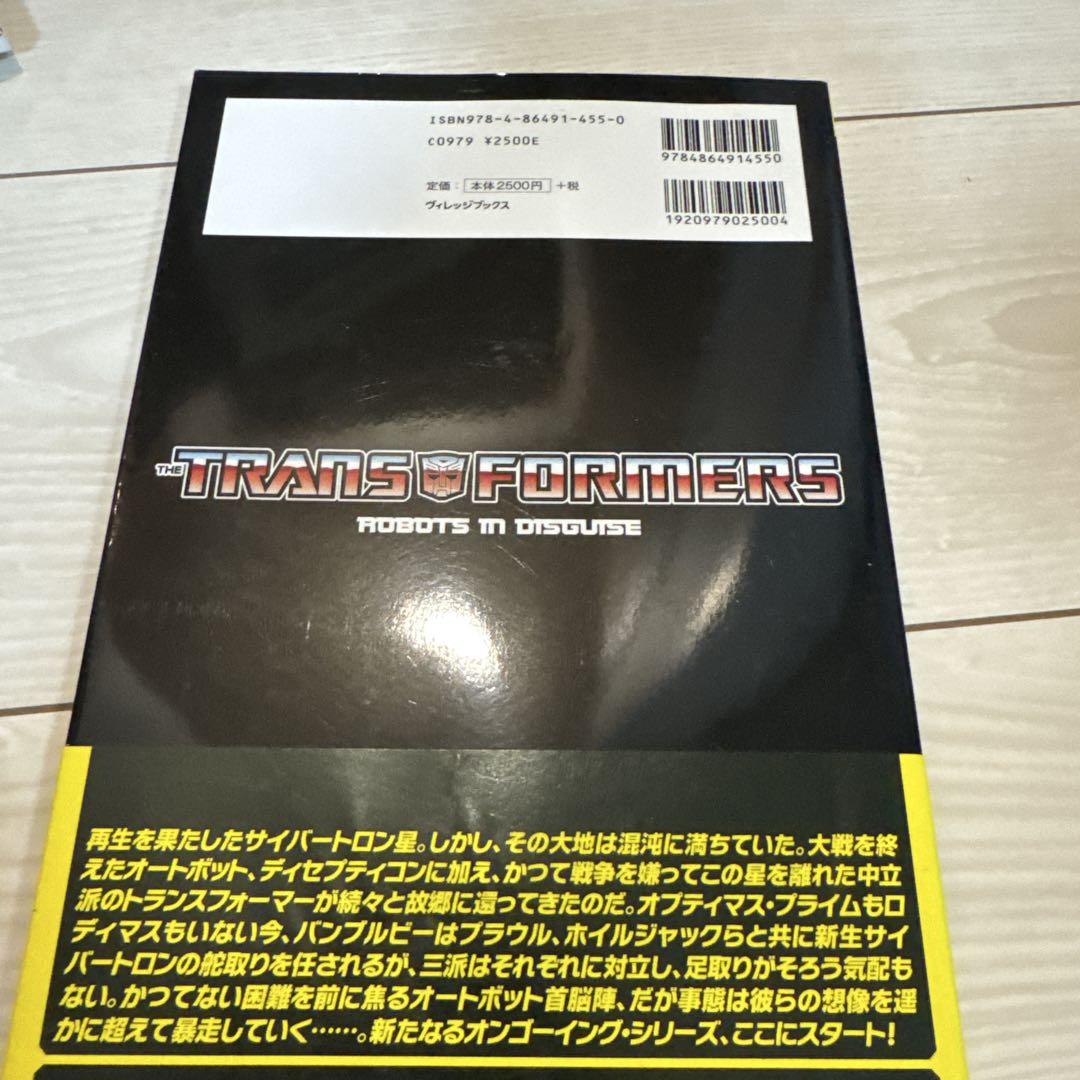 ISBN978-4-86491-455-0
C0979 ¥2500E
9784864914550
定価：本体2500円+税
ヴィレッジブックス
1920979025004
THE TRANSFORMERS
ROBOTS IN DISGUISE
再生を果たしたサイバートロン星。しかし、その大地は混沌に満ちていた。大戦を終
えたオートボット、ディセプティコンに加え、かつて戦争を嫌ってこの星を離れた中立
派のトランスフォーマーが続々と故郷に還ってきたのだ。オプティマス・プライムもロ
ディマスもいない今、バンブルビーはプラウル、ホイルジャックらと共に新生サイ
バートロンの舵取りを任されるが、三派はそれぞれに対立し、足取りがそろう気配も
ない。かつてない困難を前に焦るオートボット首脳陣、だが事態は彼らの想像を遥
かに超えて暴走していく……。新たなるオンゴーイング・シリーズ、ここにスタート！